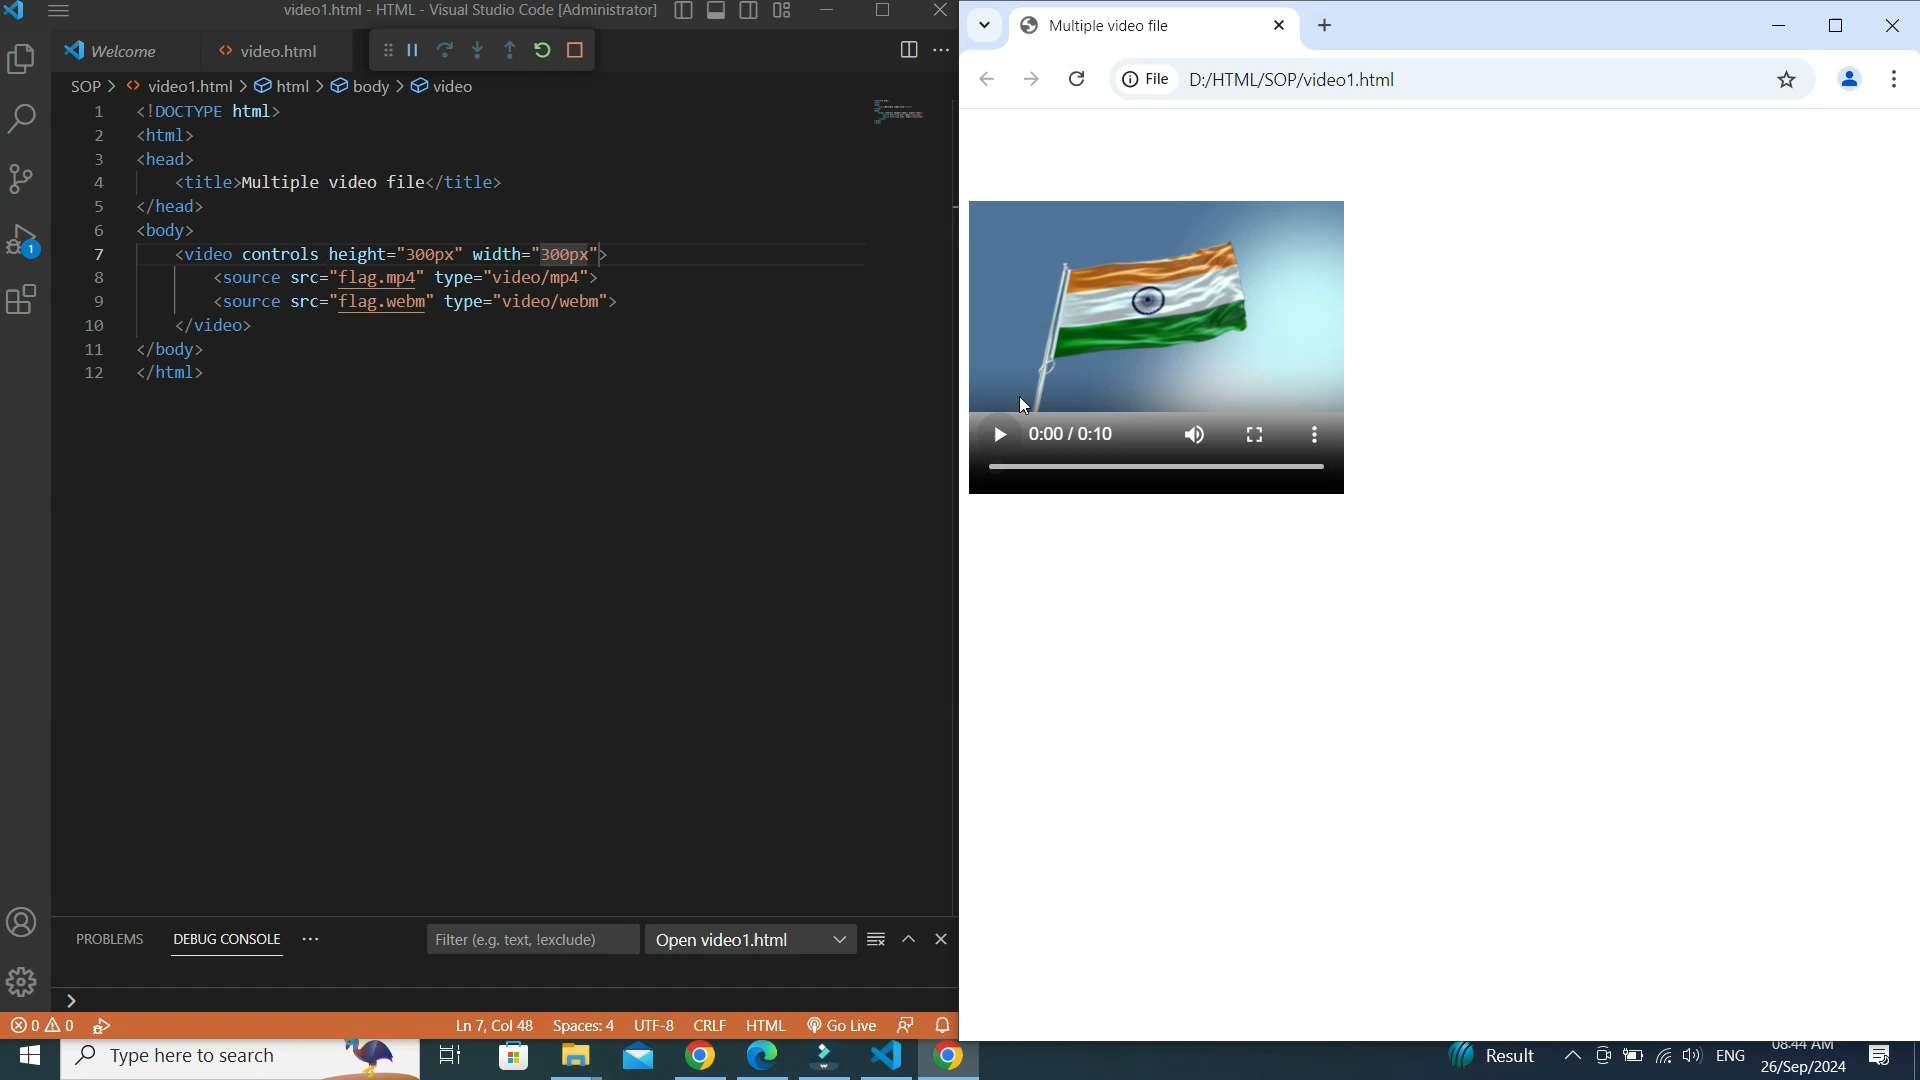 video1.html - HTML - Visual Studio Code [Administrator]
Welcome
<> video.html
SOP > <> video1.html > html > body > video
1 <!DOCTYPE html>
2 <html>
3 <head>
4 <title>Multiple video file</title>
5 </head>
6 <body>
7 <video controls height="300px" width="300px">
8 <source src="flag.mp4" type="video/mp4">
9 <source src="flag.webm" type="video/webm">
10 </video>
11 </body>
12 </html>
1
PROBLEMS
DEBUG CONSOLE
Filter (e.g. text, !exclude)
Open video1.html
0 0
Ln 7, Col 48
Spaces: 4
UTF-8
CRLF
HTML
Go Live
Multiple video file
File
D:/HTML/SOP/video1.html
0:00 / 0:10
Type here to search
Result
ENG
08:44 AM
26/Sep/2024